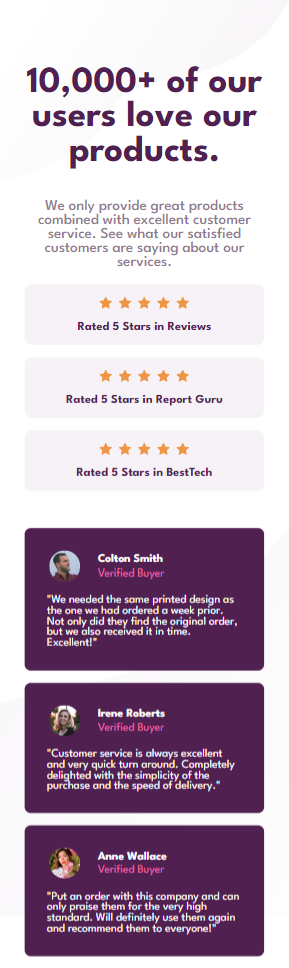 10,000+ of our
users love our
products.
We only provide great products
combined with excellent customer
service. See what our satisfied
customers are saying about our
services.
Rated 5 Stars in Reviews
Rated 5 Stars in Report Guru
Rated 5 Stars in BestTech
Colton Smith
Verified Buyer
"We needed the same printed design as
the one we had ordered a week prior.
Not only did they find the original order,
but we also received it in time.
Excellent!"
Irene Roberts
Verified Buyer
"Customer service is always excellent
and very quick turn around. Completely
delighted with the simplicity of the
purchase and the speed of delivery."
Anne Wallace
Verified Buyer
"Put an order with this company and can
only praise them for the very high
standard. Will definitely use them again
and recommend them to everyone!"